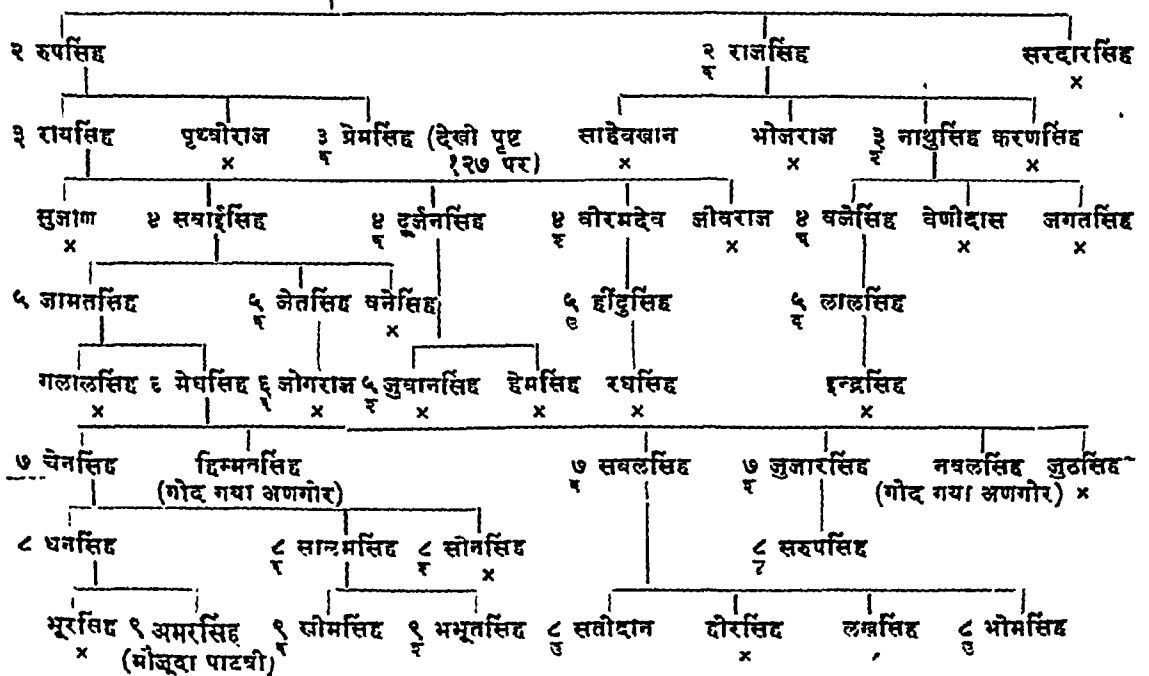 २ रुपसिंह २ राजसिंह सरदारसिंह
×
३ रायसिंह पृथ्वीराज ३ प्रेमसिंह (देखो पृष्ट साहेबखान भोजराज ३ नाथुसिंह करणसिंह
× १२७ पर) × × ×
सुजाण ४ सवाईसिंह ४ दूर्जनसिंह ४ वीरमदेव जीवराज ४ वजेसिंह वेणीदास जगतसिंह
× × × ×
५ जामतसिंह ५ जेतसिंह वनेसिंह ५ हींदुसिंह ५ लालसिंह
×
गलालसिंह ६ मेघसिंह ६ जोगराज ५ जुवानसिंह हेमसिंह रघसिंह इन्द्रसिंह
× × × × × ×
७ चेनसिंह हिम्मतसिंह ७ सबलसिंह ७ जुजारसिंह नवलसिंह जुठसिंह
(गोद गया अणगोर) (गोद गया अणगोर) ×
८ धनसिंह ८ सालमसिंह ८ सोनसिंह ८ सरुपसिंह
×
भूरसिंह ९ अमरसिंह ९ खीमसिंह ९ भभूतसिंह ८ सतीदान दोरसिंह लखसिंह ८ भोमसिंह
× (मौजूदा पाटवी) ×